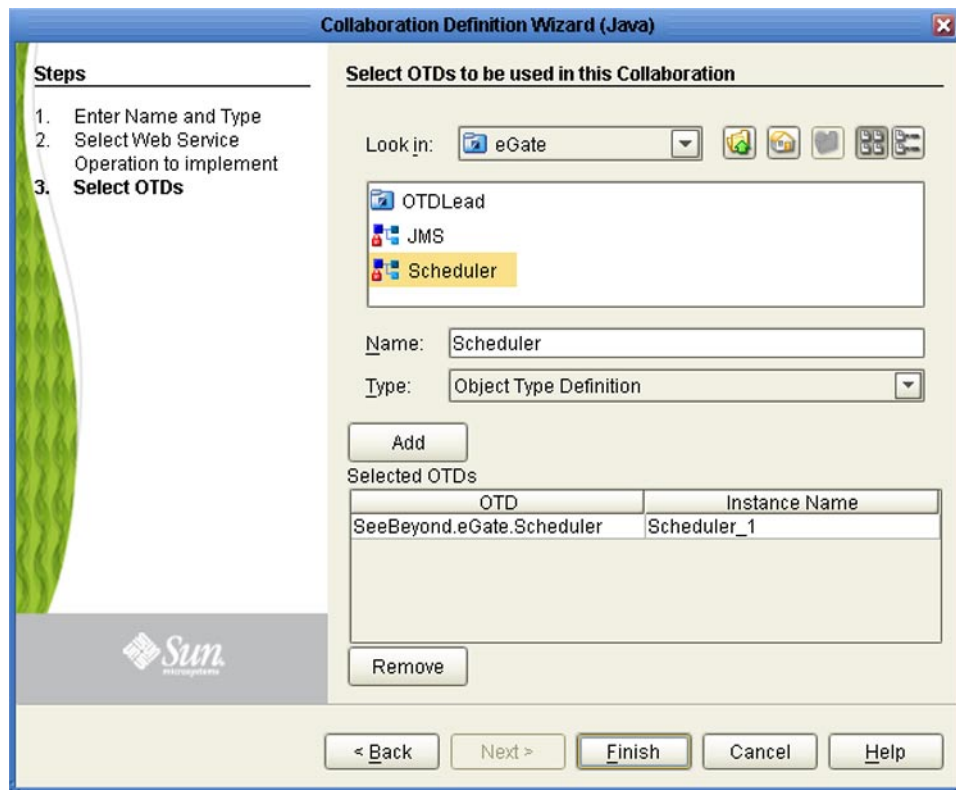 Collaboration Definition Wizard (Java)
Steps
1. Enter Name and Type
2. Select Web Service
Operation to implement
3. Select OTDs
Sun
microsystems
Select OTDs to be used in this Collaboration
Look in: eGate
OTDLead
JMS
Scheduler
Name: Scheduler
Type: Object Type Definition
Add
Selected OTDs
OTD Instance Name
SeeBeyond.eGate.Scheduler Scheduler_1
Remove
< Back Next > Finish Cancel Help